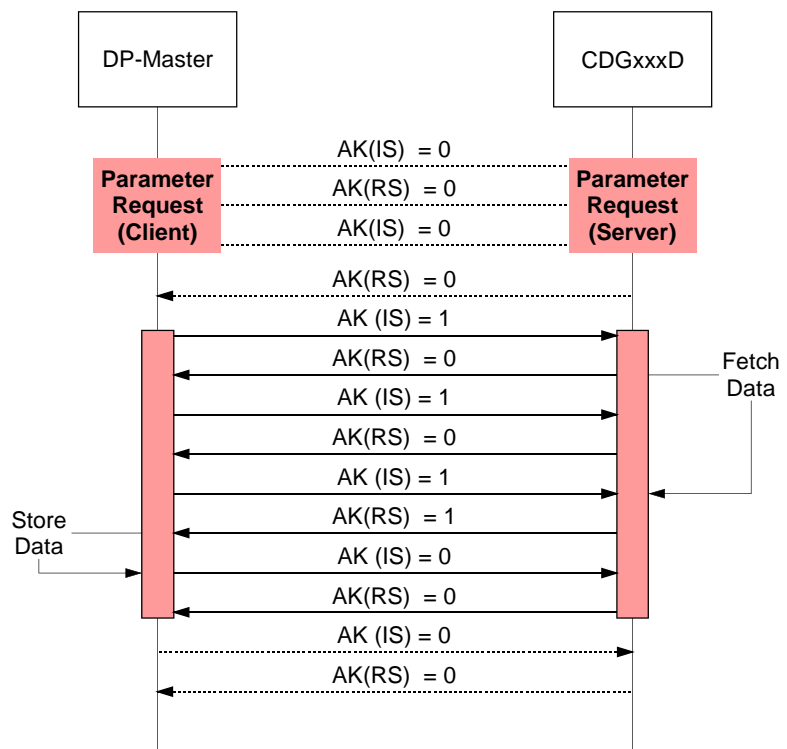 DP-Master
CDGxxxD
AK(IS) = 0
Parameter
Request
(Client)
AK(RS) = 0
Parameter
Request
(Server)
AK(IS) = 0
AK(RS) = 0
AK (IS) = 1
AK(RS) = 0
Fetch
Data
AK (IS) = 1
AK(RS) = 0
AK (IS) = 1
AK(RS) = 1
Store
Data
AK (IS) = 0
AK(RS) = 0
AK (IS) = 0
AK(RS) = 0